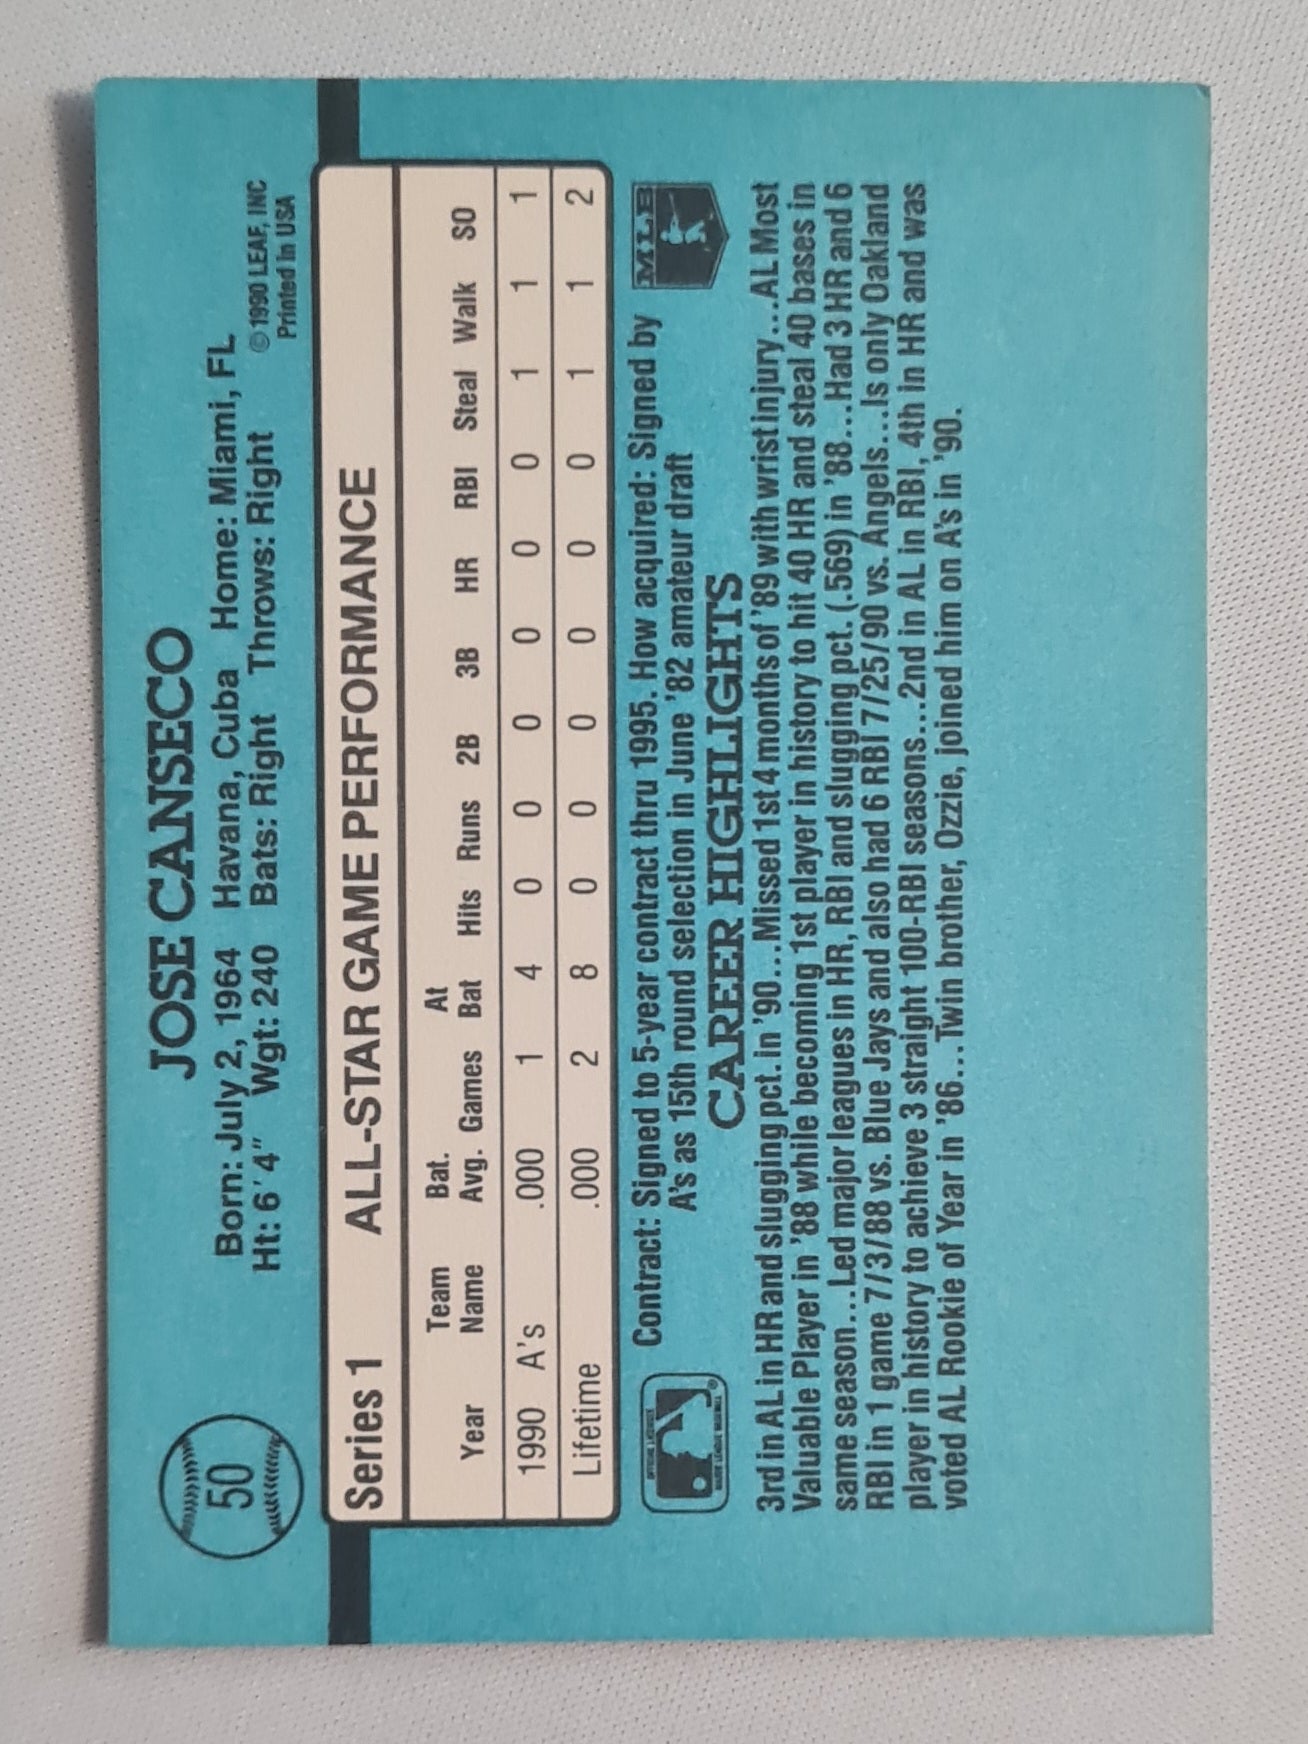 50
JOSE CANSECO
Born: July 2, 1964 Havana, Cuba Home: Miami, FL
Ht: 6'4" Wgt: 240 Bats: Right Throws: Right
© 1990 LEAF, INC
Printed in USA
Series 1 ALL-STAR GAME PERFORMANCE
Team Bat. At
Year Name Avg. Games Bat Hits Runs 2B 3B HR RBI Steal Walk SO
1990 A's .000 1 4 0 0 0 0 0 0 1 1 1
Lifetime .000 2 8 0 0 0 0 0 0 1 1 2
Contract: Signed to 5-year contract thru 1995. How acquired: Signed by
A's as 15th round selection in June '82 amateur draft
MLB
CAREER HIGHLIGHTS
3rd in AL in HR and slugging pct. in '90...Missed 1st 4 months of '89 with wrist injury...AL Most
Valuable Player in '88 while becoming 1st player in history to hit 40 HR and steal 40 bases in
same season...Led major leagues in HR, RBI and slugging pct. (.569) in '88...Had 3 HR and 6
RBI in 1 game 7/3/88 vs. Blue Jays and also had 6 RBI 7/25/90 vs. Angels...Is only Oakland
player in history to achieve 3 straight 100-RBI seasons...2nd in AL in RBI, 4th in HR and was
voted AL Rookie of Year in '86...Twin brother, Ozzie, joined him on A's in '90.